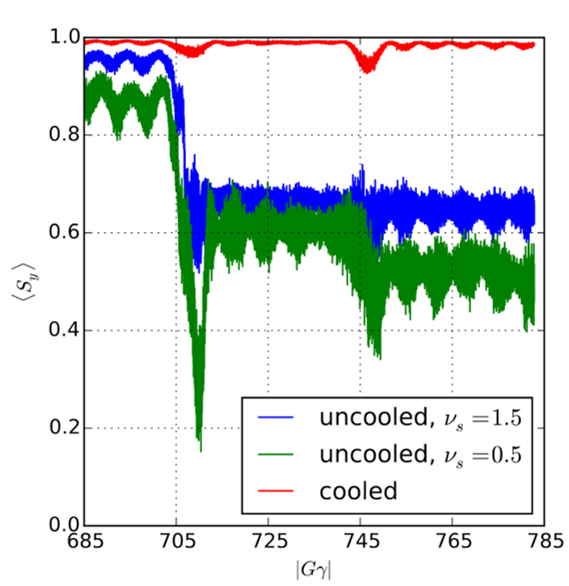 1.0
0.8
0.6
0.4
0.2
0.0
⟨S_y⟩
uncooled, ν_s = 1.5
uncooled, ν_s = 0.5
cooled
685 705 725 745 765 785
|Gγ|